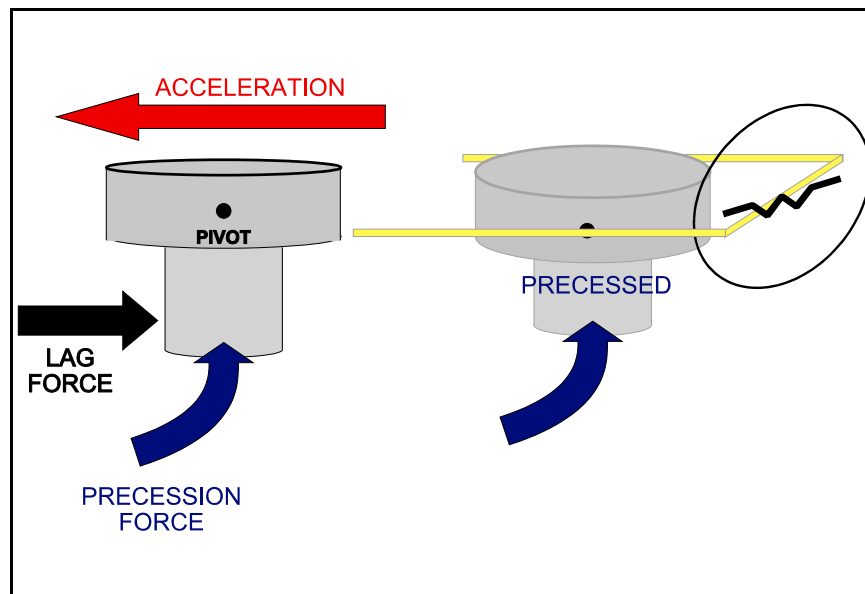 ACCELERATION
PIVOT
LAG
FORCE
PRECESSION
FORCE
PRECESSED